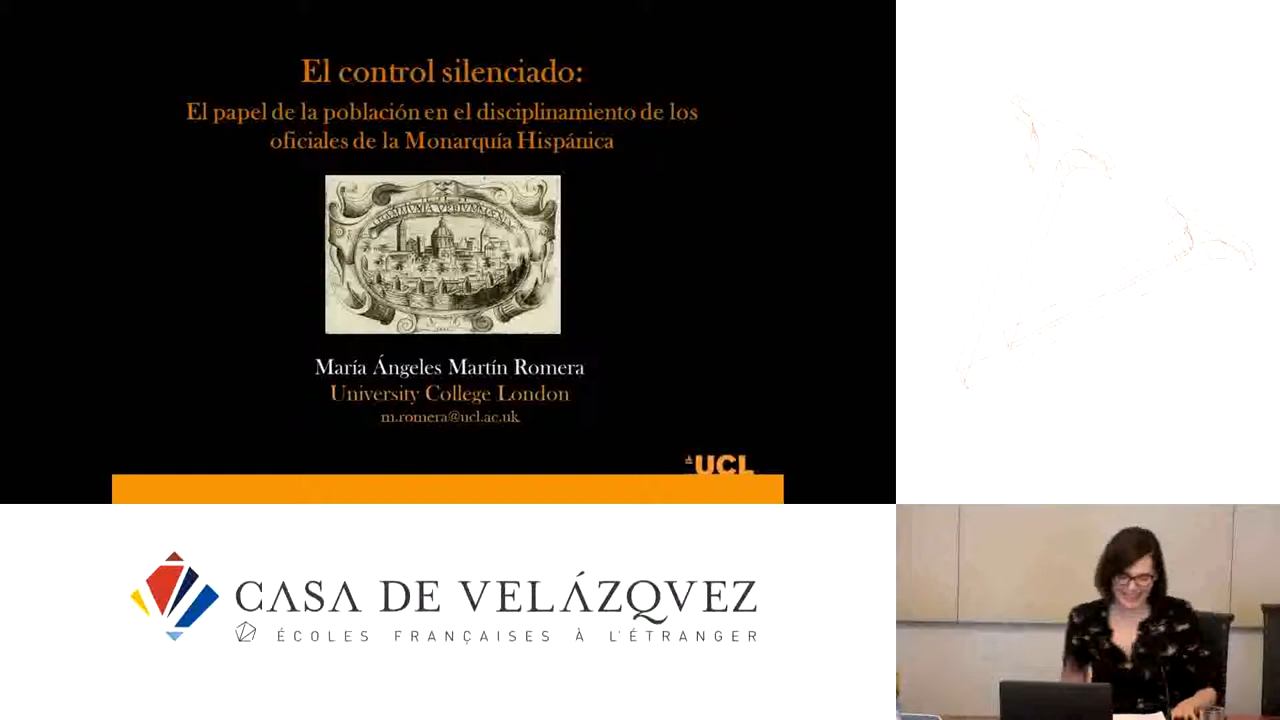 El control silenciado:
El papel de la población en el disciplinamiento de los
oficiales de la Monarquía Hispánica
María Ángeles Martín Romera
University College London
m.romera@ucl.ac.uk
UCL
CASA DE VELÁZQVEZ
ÉCOLES FRANÇAISES À L'ÉTRANGER